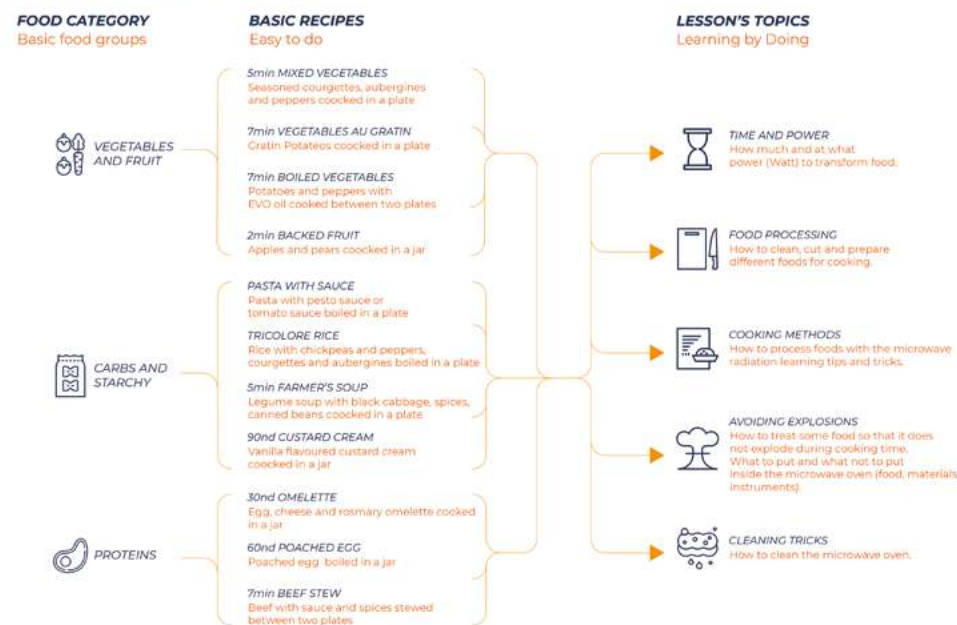 FOOD CATEGORY
Basic food groups
BASIC RECIPES
Easy to do
LESSON'S TOPICS
Learning by Doing
VEGETABLES
AND FRUIT
5min MIXED VEGETABLES
Seasoned courgettes, aubergines
and peppers coocked in a plate
7min VEGETABLES AU GRATIN
Gratin Potateos coocked in a plate
7min BOILED VEGETABLES
Potatoes and peppers with
EVO oil cooked between two plates
2min BACKED FRUIT
Apples and pears coocked in a jar
CARBS AND
STARCHY
PASTA WITH SAUCE
Pasta with pesto sauce or
tomato sauce boiled in a plate
TRICOLORE RICE
Rice with chickpeas and peppers,
courgettes and aubergines boiled in a plate
5min FARMER'S SOUP
Legume soup with black cabbage, spices,
canned beans coocked in a plate
90nd CUSTARD CREAM
Vanilla flavoured custard cream
coocked in a jar
PROTEINS
30nd OMELETTE
Egg, cheese and rosmary omelette cooked
in a jar
60nd POACHED EGG
Poached egg boiled in a jar
7min BEEF STEW
Beef with sauce and spices stewed
between two plates
TIME AND POWER
How much and at what
power (Watt) to transform food.
FOOD PROCESSING
How to clean, cut and prepare
different foods for cooking.
COOKING METHODS
How to process foods with the microwave
radiation learning tips and tricks.
AVOIDING EXPLOSIONS
How to treat some food so that it does
not explode during cooking time.
What to put and what not to put
inside the microwave oven (food, materials
instruments)
CLEANING TRICKS
How to clean the microwave oven.